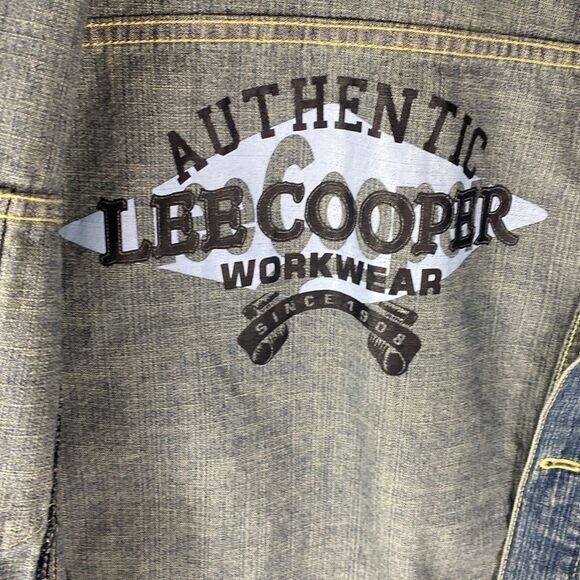 AUTHENTIC
LEE COOPER
WORKWEAR
SINCE 1908